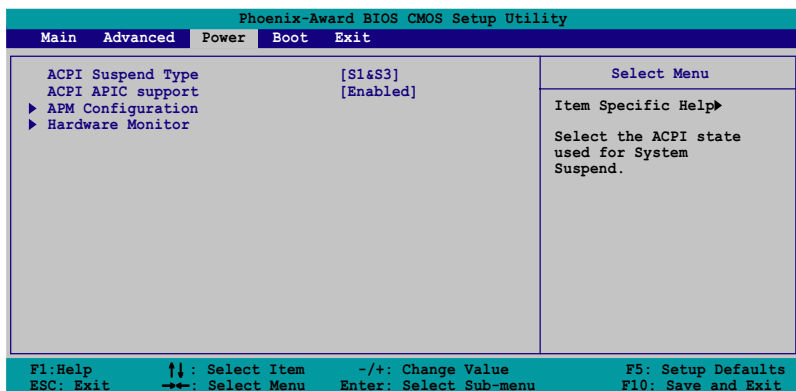 Phoenix-Award BIOS CMOS Setup Utility
Main Advanced Power Boot Exit
ACPI Suspend Type [S1&S3]
ACPI APIC support [Enabled]
APM Configuration
Hardware Monitor
Select Menu
Item Specific Help
Select the ACPI state
used for System
Suspend.
F1:Help ↑↓: Select Item -/+: Change Value F5: Setup Defaults
ESC: Exit →←: Select Menu Enter: Select Sub-menu F10: Save and Exit